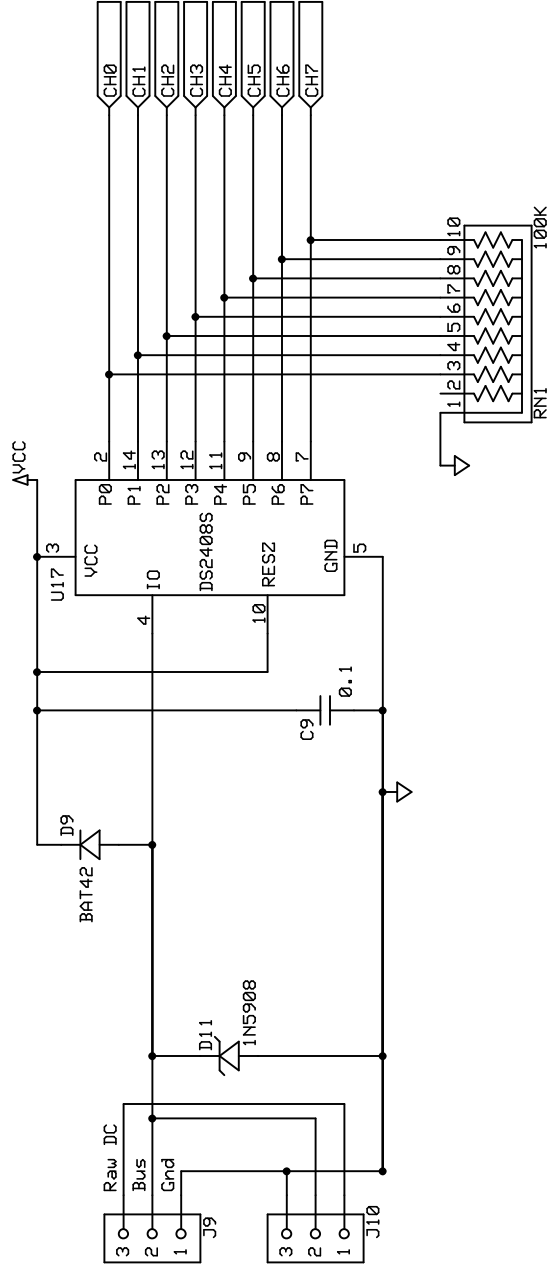 CH0
CH1
CH2
CH3
CH4
CH5
CH6
CH7
1 2 3 4 5 6 7 8 9 10
RN1
100K
VCC
U17
3
VCC
4
IO
DS2408S
10
RESZ
GND
5
P0 2
P1 14
P2 13
P3 12
P4 11
P5 9
P6 8
P7 7
C9
0.1
D9
BAT42
D11
1N5908
Raw DC
Bus
Gnd
3
2
1
J9
3
2
1
J10